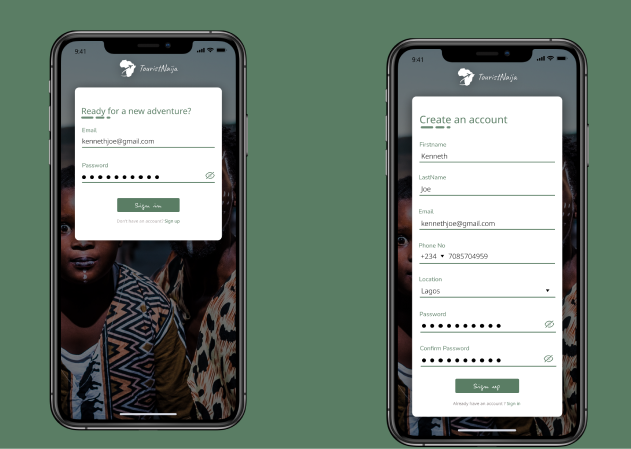 9.41
TouristNaija
Ready for a new adventure?
Email
kennethjoe@gmail.com
Password
Sign in
Don't have an account? Sign up
9.41
TouristNaija
Create an account
Firstname
Kenneth
LastName
Joe
Email
kennethjoe@gmail.com
Phone No
+234 7085704959
Location
Lagos
Password
Confirm Password
Sign up
Already have an account ? Sign in